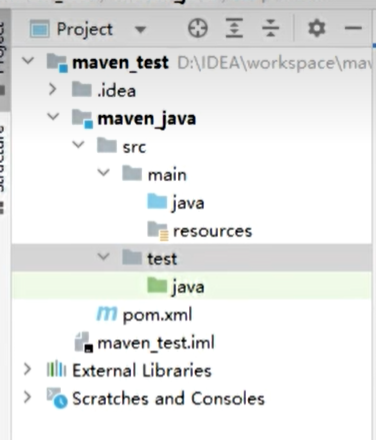 Project
maven_test D:\IDEA\workspace\mav
.idea
maven_java
src
main
java
resources
test
java
pom.xml
maven_test.iml
External Libraries
Scratches and Consoles
Structure